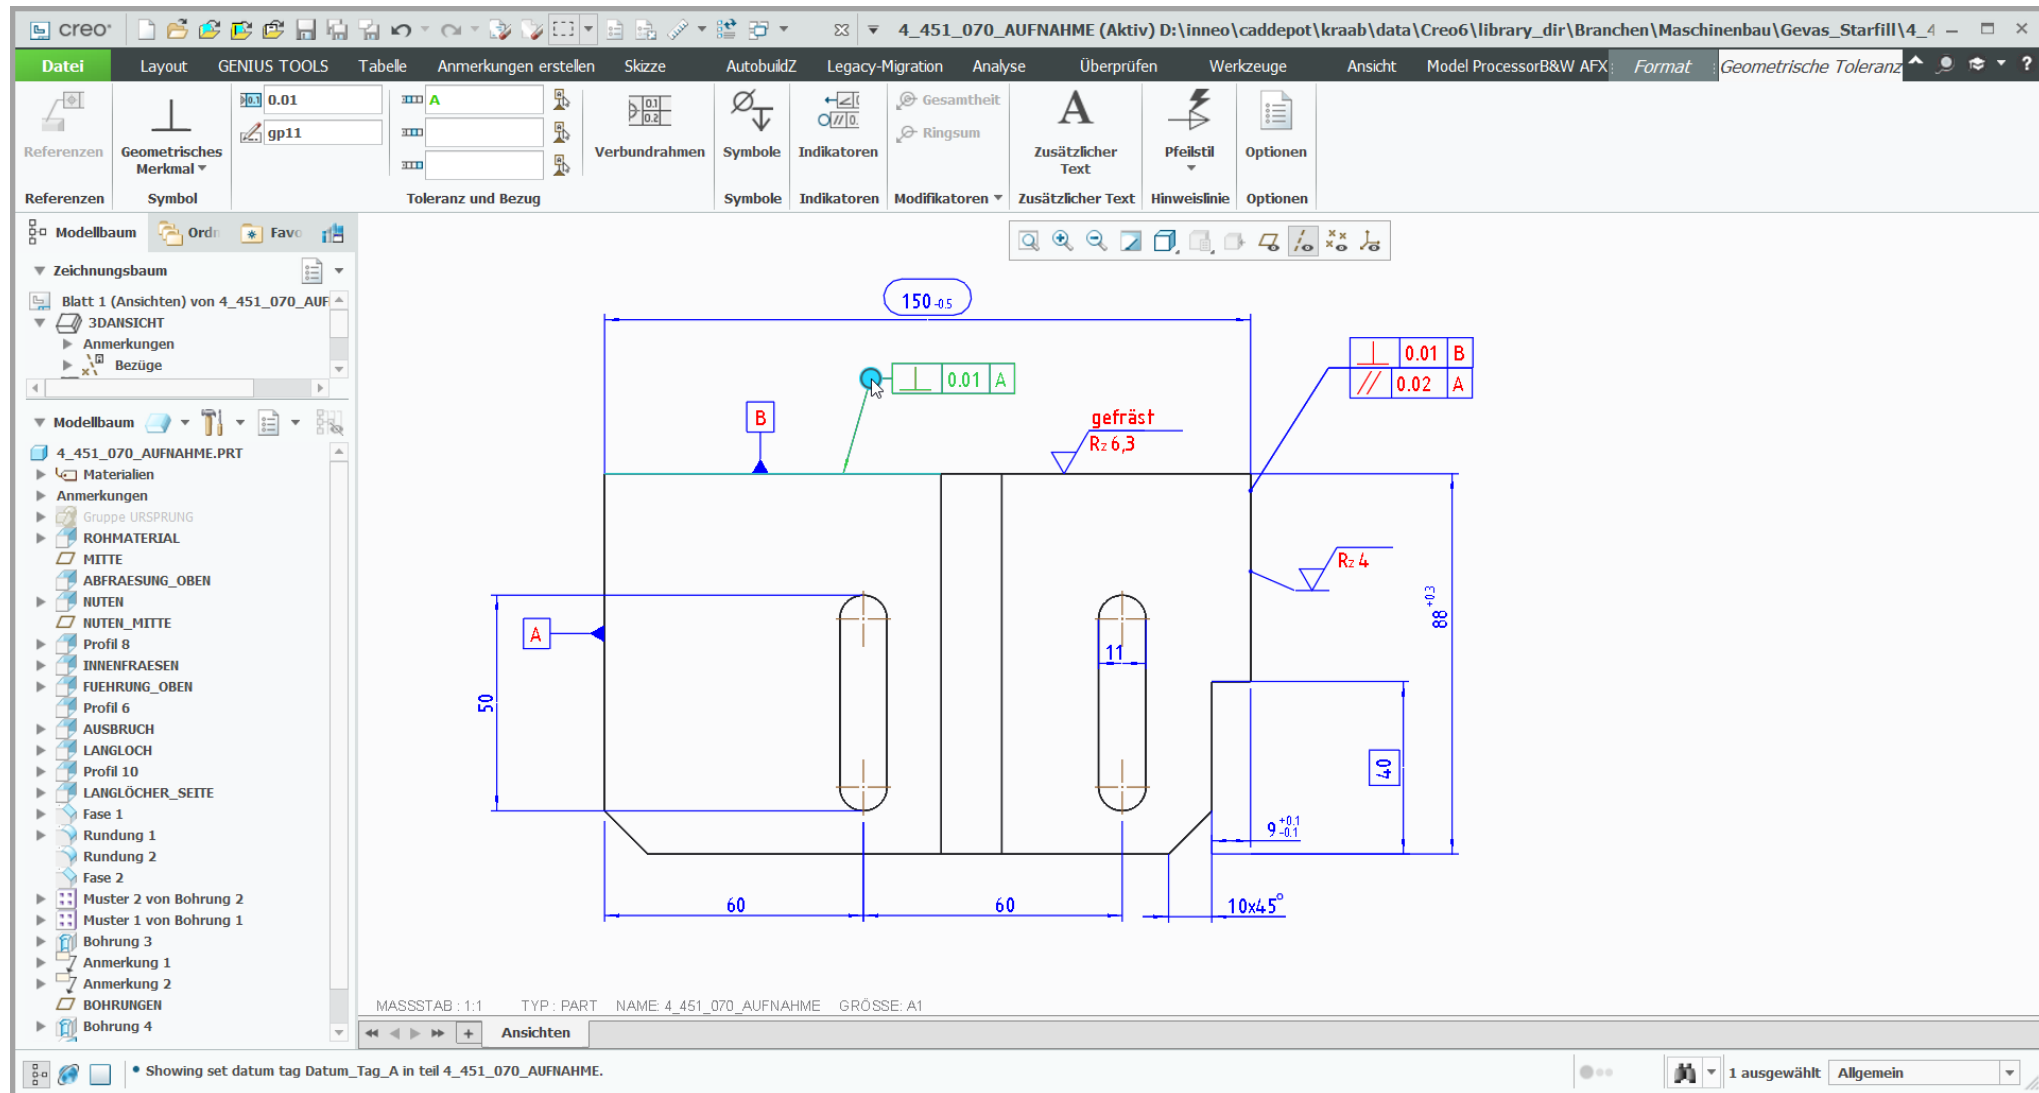 creo
4_451_070_AUFNAHME (Aktiv) D:\inneo\caddepot\kraab\data\Creo6\library_dir\Branchen\Maschinenbau\Gevas_Starfill\4_4
Datei Layout GENIUS TOOLS Tabelle Anmerkungen erstellen Skizze AutobuildZ Legacy-Migration Analyse Überprüfen Werkzeuge Ansicht Model ProcessorB&W AFX Format Geometrische Toleranz
0.01
gp11
A
Referenzen
Geometrisches
Merkmal
Verbundrahmen
Symbole
Indikatoren
Gesamtheit
Ringsum
Zusätzlicher
Text
Pfeilstil
Optionen
Referenzen Symbol Toleranz und Bezug Symbole Indikatoren Modifikatoren Zusätzlicher Text Hinweislinie Optionen
Modellbaum Ordn Favo
Zeichnungsbaum
Blatt 1 (Ansichten) von 4_451_070_AUF
3DANSICHT
Anmerkungen
Bezüge
Modellbaum
4_451_070_AUFNAHME.PRT
Materialien
Anmerkungen
Gruppe URSPRUNG
ROHMATERIAL
MITTE
ABFRAESUNG_OBEN
NUTEN
NUTEN_MITTE
Profil 8
INNENFRAESEN
FUEHRUNG_OBEN
Profil 6
AUSBRUCH
LANGLOCH
Profil 10
LANGLÖCHER_SEITE
Fase 1
Rundung 1
Rundung 2
Fase 2
Muster 2 von Bohrung 2
Muster 1 von Bohrung 1
Bohrung 3
Anmerkung 1
Anmerkung 2
BOHRUNGEN
Bohrung 4
150 -0.5
⊥ 0.01 A
⊥ 0.01 B
// 0.02 A
B
gefräst
Rz 6,3
Rz 4
A
50
11
88 +0.3
40
9 +0.1 -0.1
60
60
10x45°
MASSSTAB : 1:1 TYP : PART NAME: 4_451_070_AUFNAHME GRÖSSE: A1
Ansichten
• Showing set datum tag Datum_Tag_A in teil 4_451_070_AUFNAHME.
1 ausgewählt Allgemein